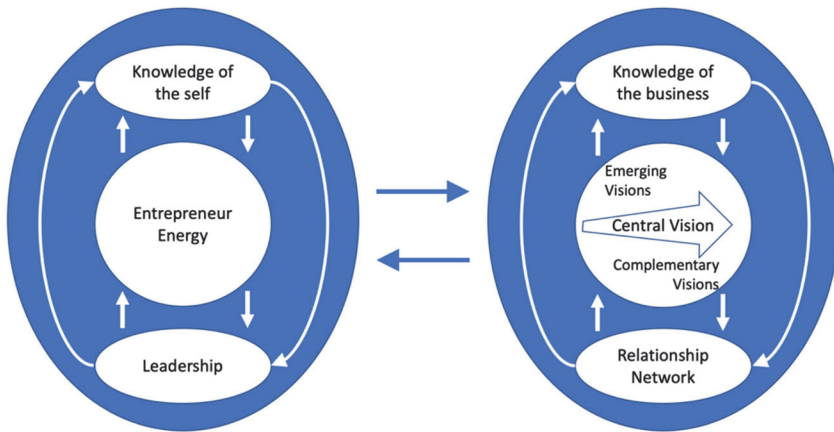 Knowledge of
the self
Entrepreneur
Energy
Leadership
Knowledge of
the business
Emerging
Visions
Central Vision
Complementary
Visions
Relationship
Network